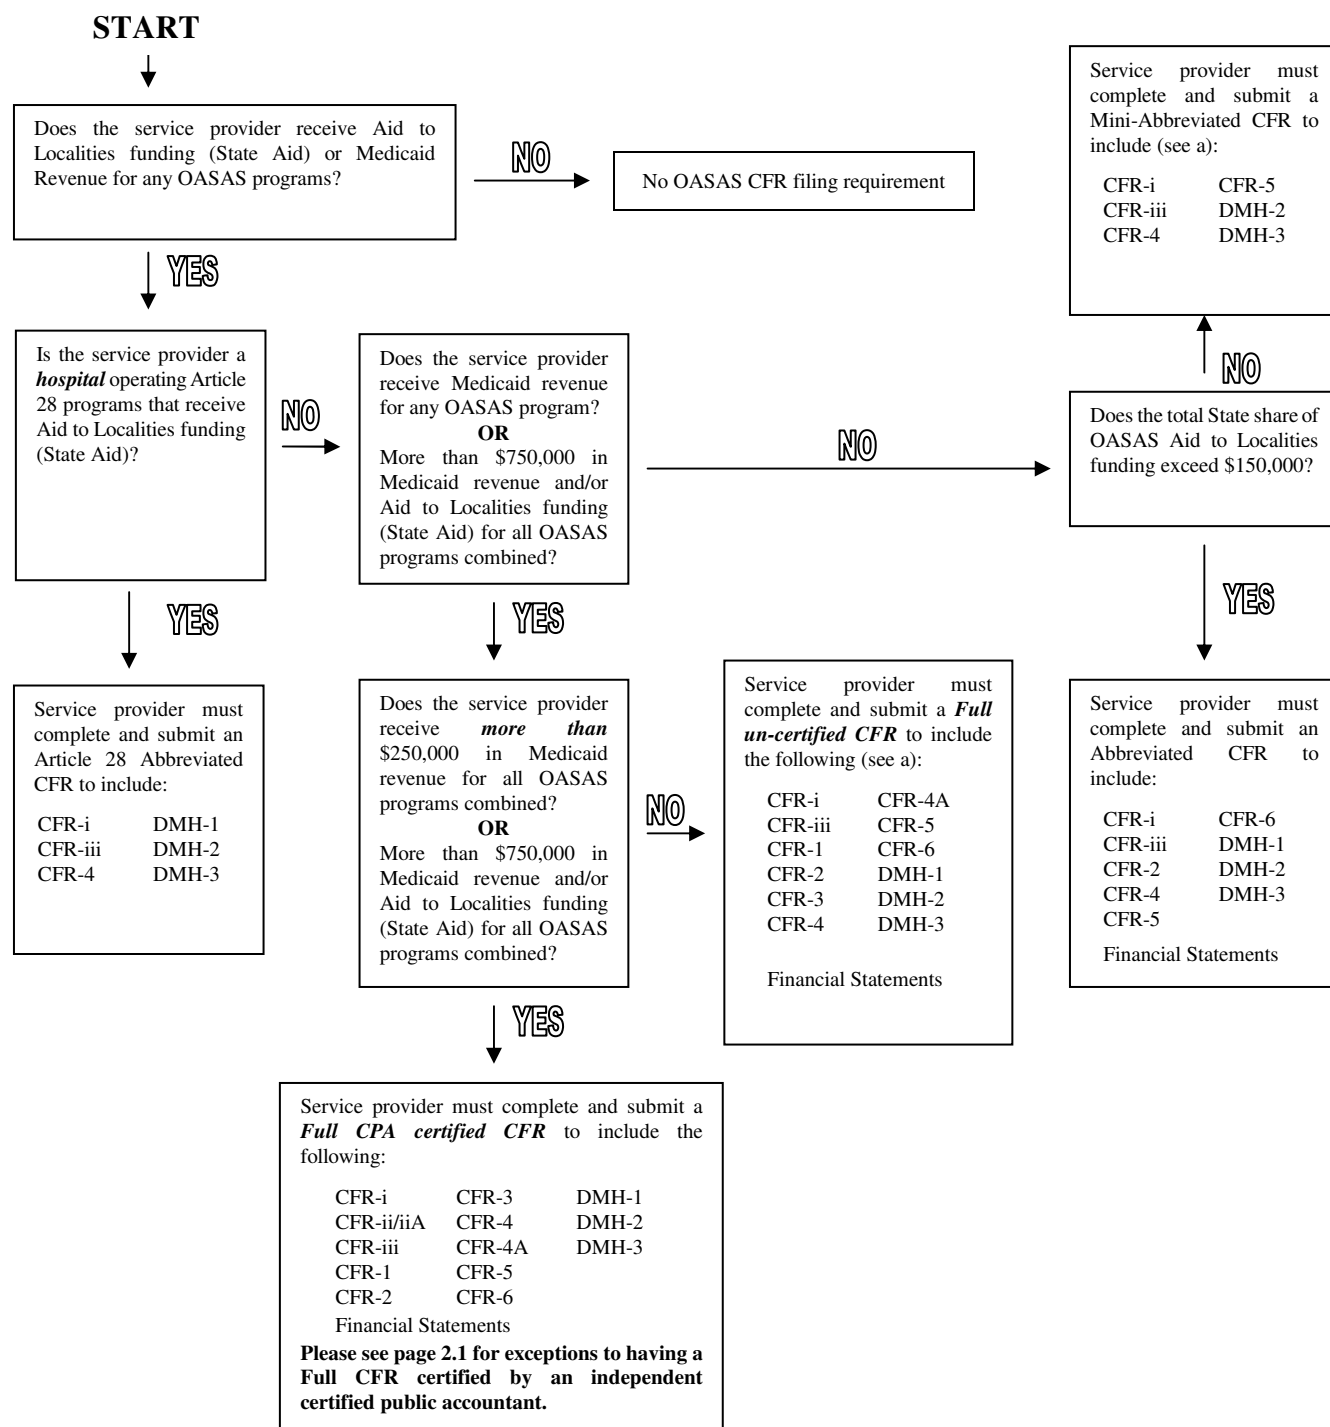 START
Does the service provider receive Aid to
Localities funding (State Aid) or Medicaid
Revenue for any OASAS programs?
NO
No OASAS CFR filing requirement
Service provider must
complete and submit a
Mini-Abbreviated CFR to
include (see a):
CFR-i CFR-5
CFR-iii DMH-2
CFR-4 DMH-3
YES
Is the service provider a
hospital operating Article
28 programs that receive
Aid to Localities funding
(State Aid)?
NO
Does the service provider
receive Medicaid revenue
for any OASAS program?
OR
More than $750,000 in
Medicaid revenue and/or
Aid to Localities funding
(State Aid) for all OASAS
programs combined?
NO
NO
Does the total State share of
OASAS Aid to Localities
funding exceed $150,000?
YES
YES
YES
Service provider must
complete and submit an
Article 28 Abbreviated
CFR to include:
CFR-i DMH-1
CFR-iii DMH-2
CFR-4 DMH-3
Does the service provider
receive more than
$250,000 in Medicaid
revenue for all OASAS
programs combined?
OR
More than $750,000 in
Medicaid revenue and/or
Aid to Localities funding
(State Aid) for all OASAS
programs combined?
NO
Service provider must
complete and submit a Full
un-certified CFR to include
the following (see a):
CFR-i CFR-4A
CFR-iii CFR-5
CFR-1 CFR-6
CFR-2 DMH-1
CFR-3 DMH-2
CFR-4 DMH-3
Financial Statements
Service provider must
complete and submit an
Abbreviated CFR to
include:
CFR-i CFR-6
CFR-iii DMH-1
CFR-2 DMH-2
CFR-4 DMH-3
CFR-5
Financial Statements
YES
Service provider must complete and submit a
Full CPA certified CFR to include the
following:
CFR-i CFR-3 DMH-1
CFR-ii/iiA CFR-4 DMH-2
CFR-iii CFR-4A DMH-3
CFR-1 CFR-5
CFR-2 CFR-6
Financial Statements
Please see page 2.1 for exceptions to having a
Full CFR certified by an independent
certified public accountant.